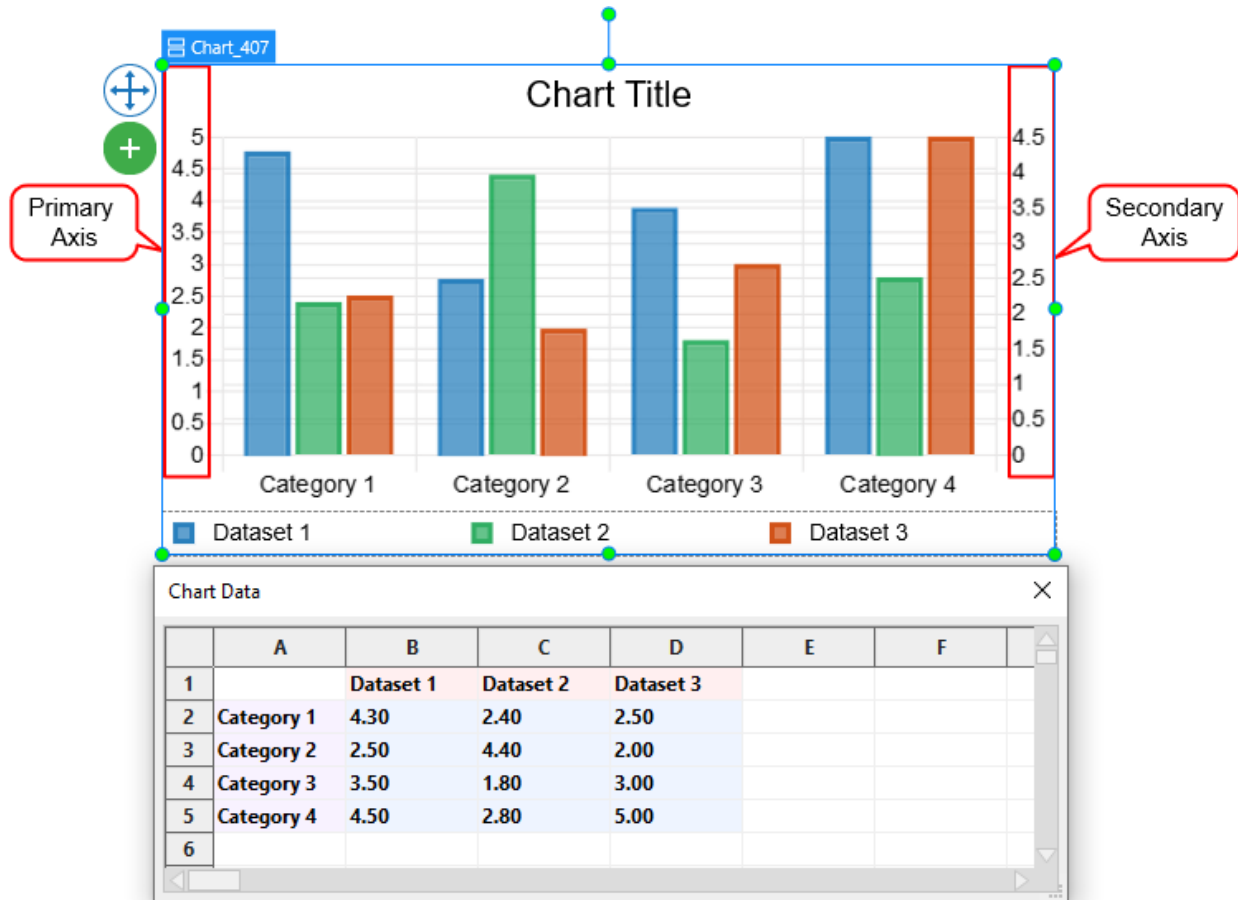 Chart_407
Chart Title
5
4.5
4
3.5
3
2.5
2
1.5
1
0.5
0
4.5
4
3.5
3
2.5
2
1.5
1
0.5
0
Primary
Axis
Secondary
Axis
Category 1 Category 2 Category 3 Category 4
Dataset 1 Dataset 2 Dataset 3
Chart Data
A B C D E F
1 Dataset 1 Dataset 2 Dataset 3
2 Category 1 4.30 2.40 2.50
3 Category 2 2.50 4.40 2.00
4 Category 3 3.50 1.80 3.00
5 Category 4 4.50 2.80 5.00
6